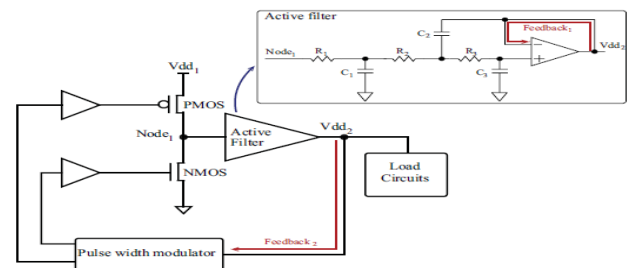 Active filter
Feedback₁
C₂
Node₁ R₁ R₂ R₃ Vdd₂
C₁ C₃
Vdd₁
PMOS
Node₁ Active Filter Vdd₂
NMOS
Load Circuits
Feedback₂
Pulse width modulator